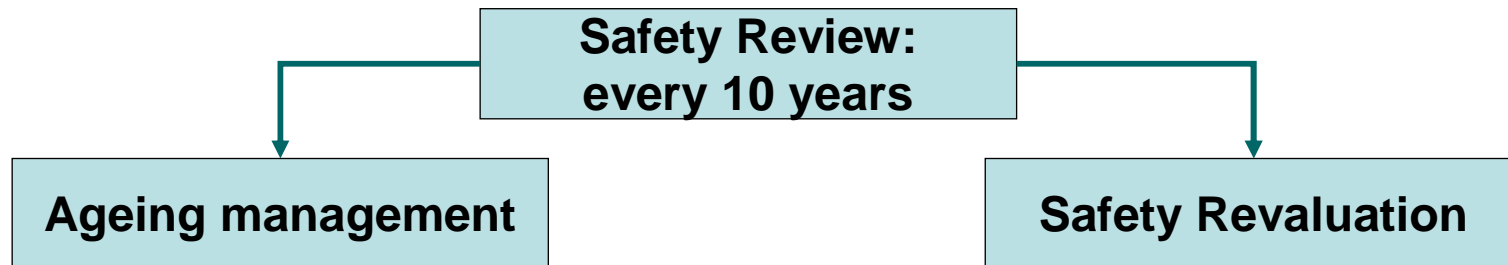 Safety Review:
every 10 years
Ageing management
Safety Revaluation